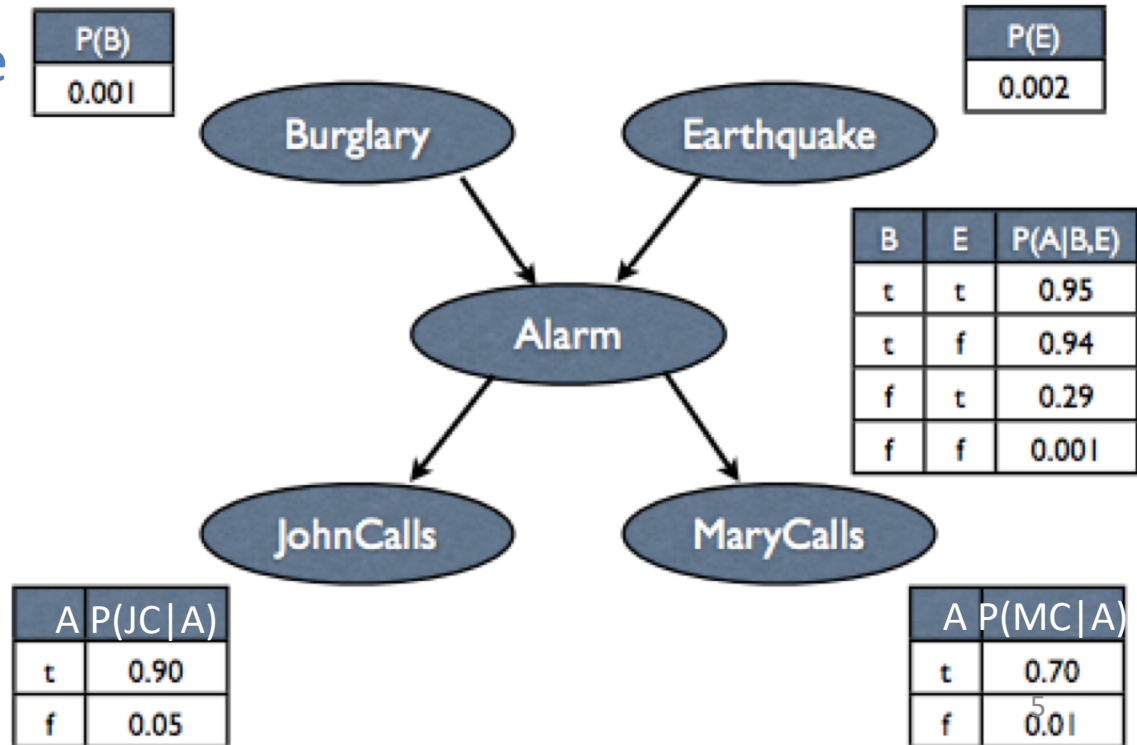 e
P(B)
0.001
P(E)
0.002
Burglary
Earthquake
B E P(A|B,E)
t t 0.95
t f 0.94
f t 0.29
f f 0.001
Alarm
JohnCalls
MaryCalls
A P(JC|A)
t 0.90
f 0.05
A P(MC|A)
t 0.70
5
f 0.01